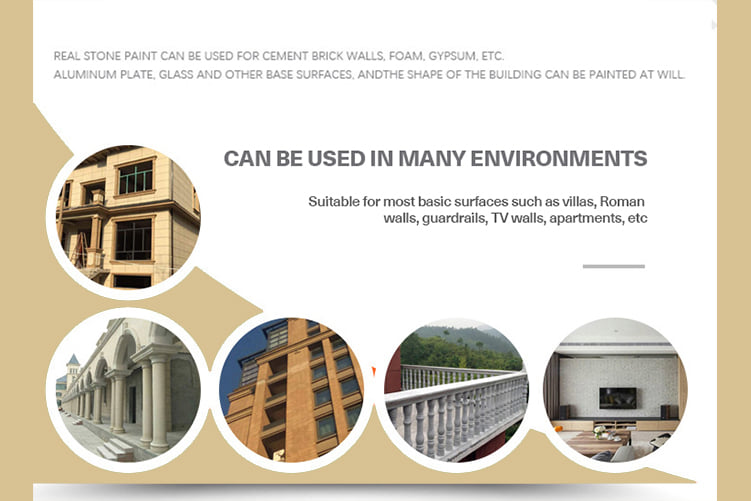 REAL STONE PAINT CAN BE USED FOR CEMENT BRICK WALLS, FOAM, GYPSUM, ETC.
ALUMINUM PLATE, GLASS AND OTHER BASE SURFACES, ANDTHE SHAPE OF THE BUILDING CAN BE PAINTED AT WILL.
CAN BE USED IN MANY ENVIRONMENTS
Suitable for most basic surfaces such as villas, Roman
walls, guardrails, TV walls, apartments, etc